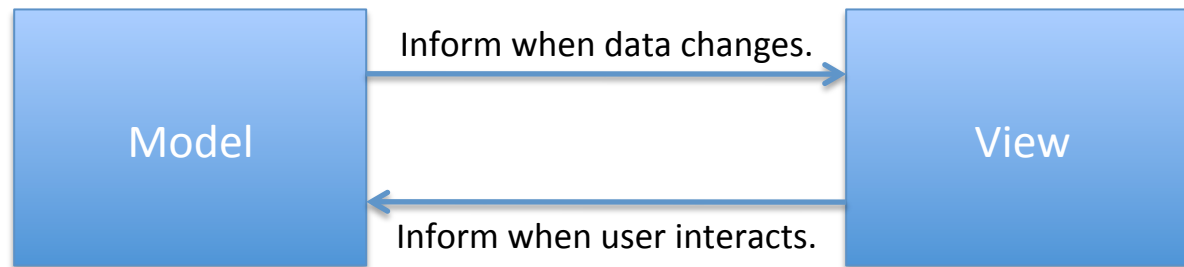 Inform when data changes.
Model
View
Inform when user interacts.